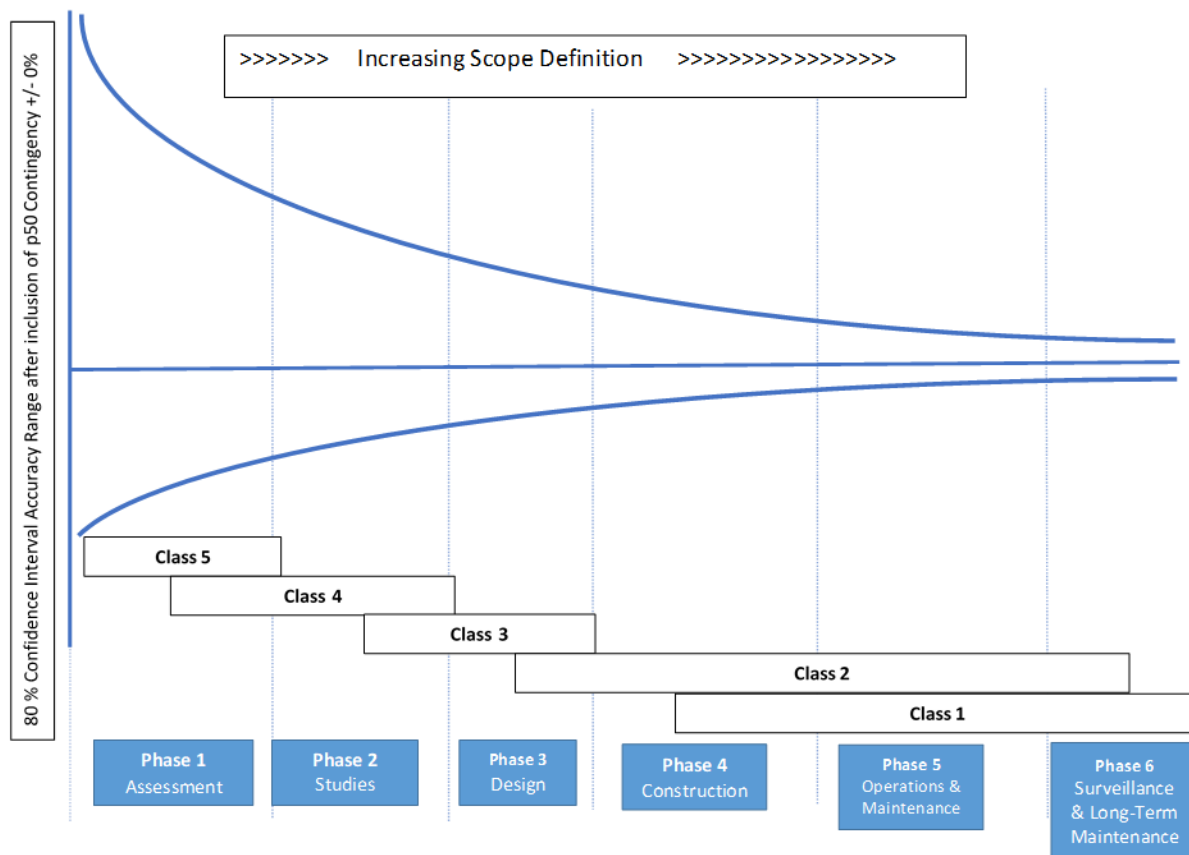 80 % Confidence Interval Accuracy Range after inclusion of p50 Contingency +/- 0%
>>>>>>> Increasing Scope Definition >>>>>>>>>>>>>>>>>
Class 5
Class 4
Class 3
Class 2
Class 1
Phase 1
Assessment
Phase 2
Studies
Phase 3
Design
Phase 4
Construction
Phase 5
Operations &
Maintenance
Phase 6
Surveillance
& Long-Term
Maintenance